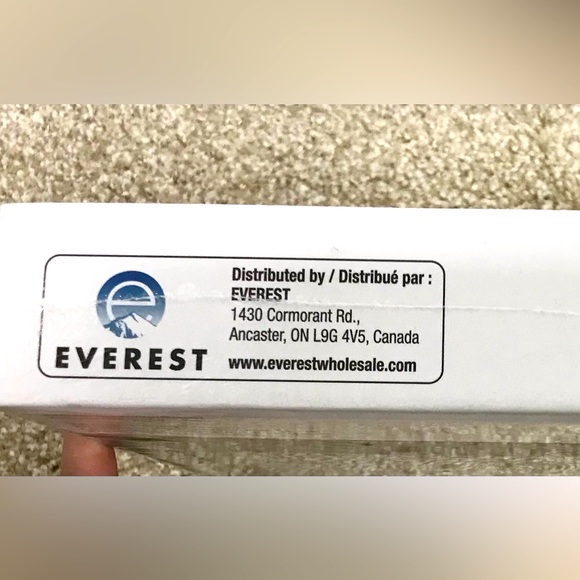 e
EVEREST
Distributed by / Distribué par :
EVEREST
1430 Cormorant Rd.,
Ancaster, ON L9G 4V5, Canada
www.everestwholesale.com